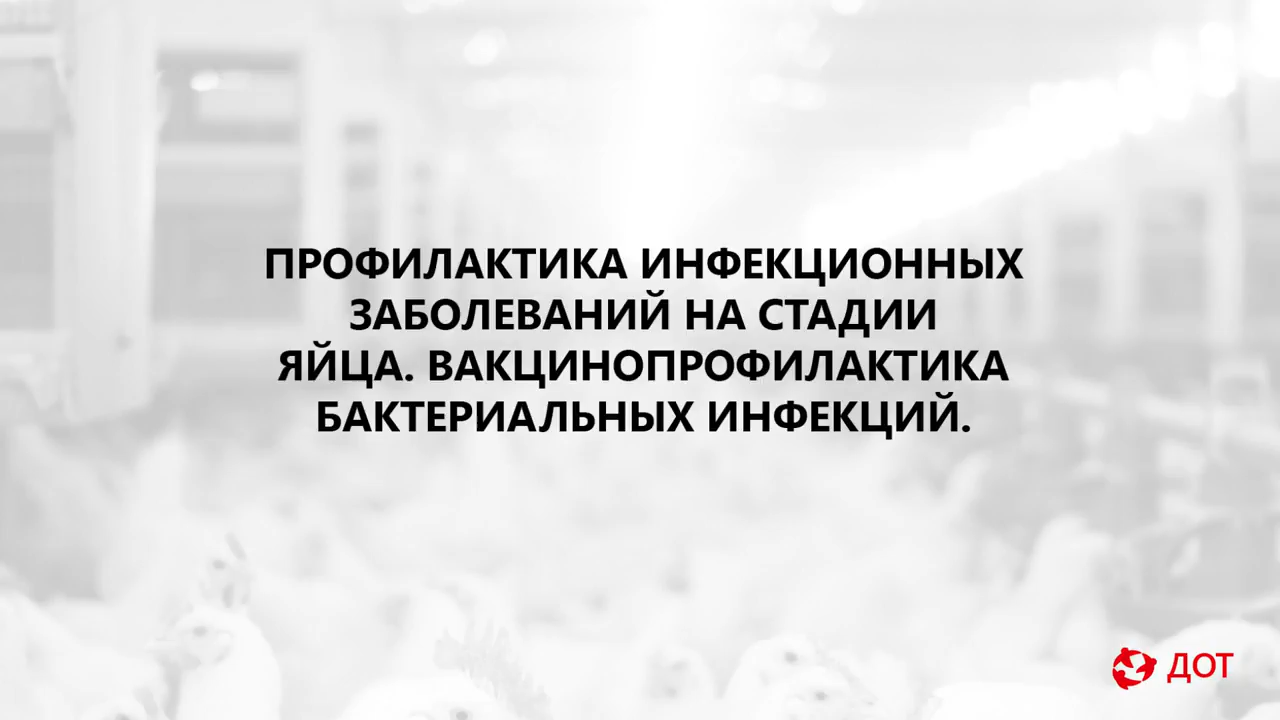 ПРОФИЛАКТИКА ИНФЕКЦИОННЫХ
ЗАБОЛЕВАНИЙ НА СТАДИИ
ЯЙЦА. ВАКЦИНОПРОФИЛАКТИКА
БАКТЕРИАЛЬНЫХ ИНФЕКЦИЙ.
ДОТ